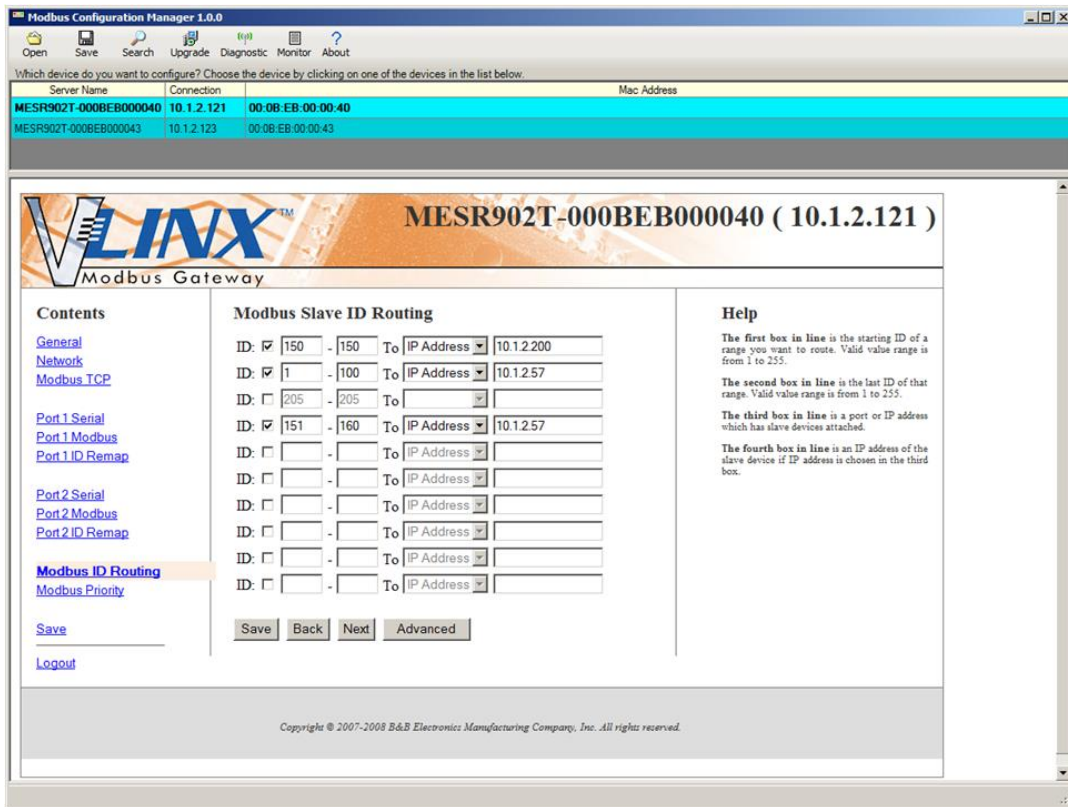 Modbus Configuration Manager 1.0.0
Open Save Search Upgrade Diagnostic Monitor About
Which device do you want to configure? Choose the device by clicking on one of the devices in the list below.
Server Name Connection Mac Address
MESR902T-000BEB000040 10.1.2.121 00:0B:EB:00:00:40
MESR902T-000BEB000043 10.1.2.123 00:0B:EB:00:00:43
VLINX™
Modbus Gateway
MESR902T-000BEB000040 ( 10.1.2.121 )
Contents
General
Network
Modbus TCP
Port 1 Serial
Port 1 Modbus
Port 1 ID Remap
Port 2 Serial
Port 2 Modbus
Port 2 ID Remap
Modbus ID Routing
Modbus Priority
Save
Logout
Modbus Slave ID Routing
ID: 150 - 150 To IP Address 10.1.2.200
ID: 1 - 100 To IP Address 10.1.2.57
ID: 205 - 205 To
ID: 151 - 160 To IP Address 10.1.2.57
ID: - To IP Address
ID: - To IP Address
ID: - To IP Address
ID: - To IP Address
ID: - To IP Address
ID: - To IP Address
Save Back Next Advanced
Help
The first box in line is the starting ID of a
range you want to route. Valid value range is
from 1 to 255.
The second box in line is the last ID of that
range. Valid value range is from 1 to 255.
The third box in line is a port or IP address
which has slave devices attached.
The fourth box in line is an IP address of the
slave device if IP address is chosen in the third
box.
Copyright © 2007-2008 B&B Electronics Manufacturing Company, Inc. All rights reserved.